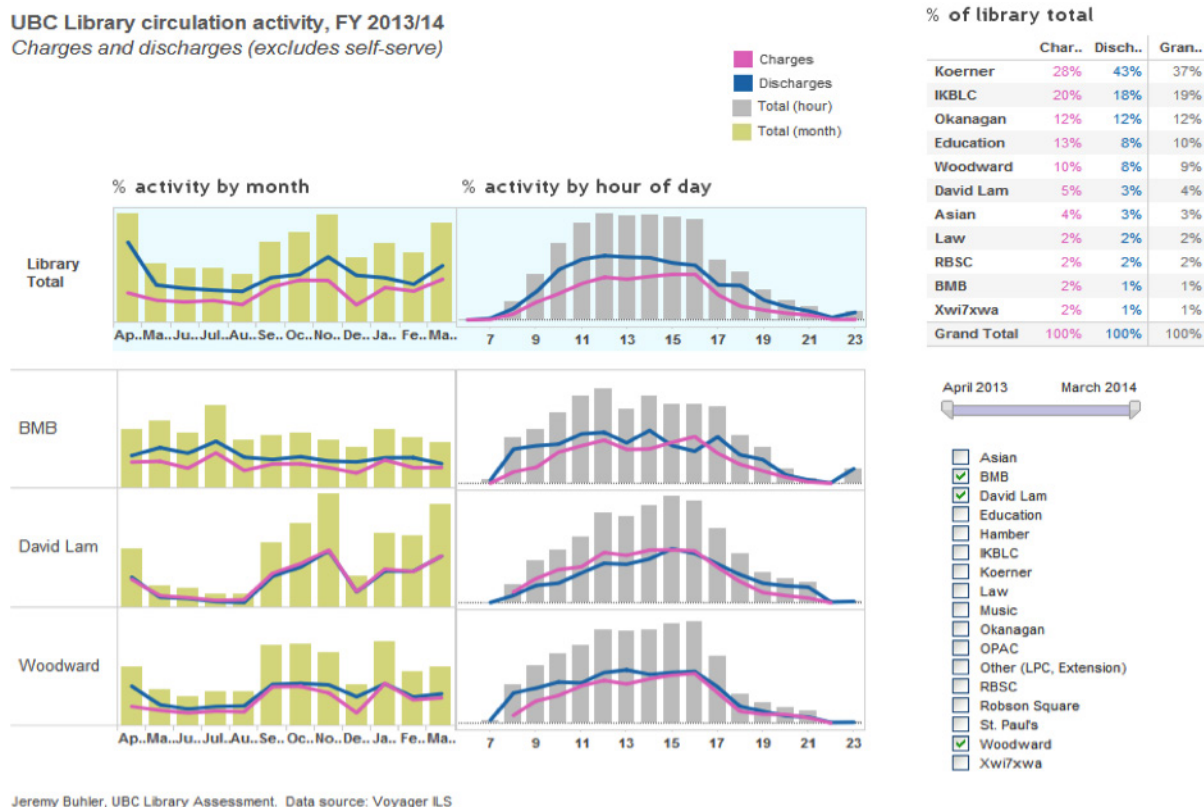 UBC Library circulation activity, FY 2013/14
Charges and discharges (excludes self-serve)
Charges
Discharges
Total (hour)
Total (month)
% activity by month
% activity by hour of day
Library
Total
Ap.. Ma.. Ju.. Jul.. Au.. Se.. Oc.. No.. De.. Ja.. Fe.. Ma..
7 9 11 13 15 17 19 21 23
BMB
David Lam
Woodward
Ap.. Ma.. Ju.. Jul.. Au.. Se.. Oc.. No.. De.. Ja.. Fe.. Ma..
7 9 11 13 15 17 19 21 23
Jeremy Buhler, UBC Library Assessment. Data source: Voyager ILS
% of library total
Char.. Disch.. Gran..
Koerner 28% 43% 37%
IKBLC 20% 18% 19%
Okanagan 12% 12% 12%
Education 13% 8% 10%
Woodward 10% 8% 9%
David Lam 5% 3% 4%
Asian 4% 3% 3%
Law 2% 2% 2%
RBSC 2% 2% 2%
BMB 2% 1% 1%
Xwi7xwa 2% 1% 1%
Grand Total 100% 100% 100%
April 2013 March 2014
Asian
BMB
David Lam
Education
Hamber
IKBLC
Koerner
Law
Music
Okanagan
OPAC
Other (LPC, Extension)
RBSC
Robson Square
St. Paul's
Woodward
Xwi7xwa